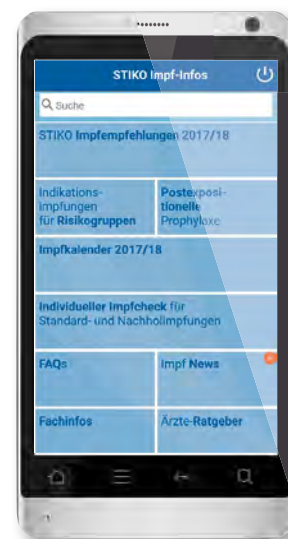 STIKO Impf-Infos
Suche
STIKO Impfempfehlungen 2017/18
Indikations-
impfungen
für Risikogruppen
Postexposi-
tionelle
Prophylaxe
Impfkalender 2017/18
Individueller Impfcheck für
Standard- und Nachholimpfungen
FAQs
Impf News
Fachinfos
Ärzte-Ratgeber